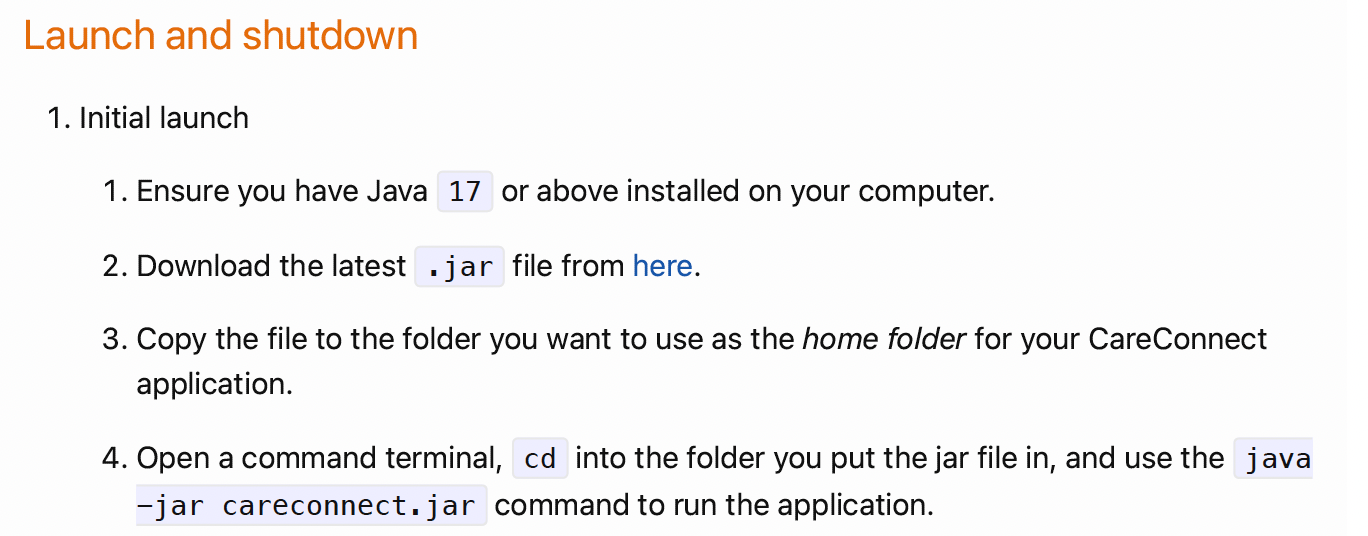 Launch and shutdown
1. Initial launch
1. Ensure you have Java 17 or above installed on your computer.
2. Download the latest .jar file from here.
3. Copy the file to the folder you want to use as the home folder for your CareConnect
application.
4. Open a command terminal, cd into the folder you put the jar file in, and use the java
-jar careconnect.jar command to run the application.